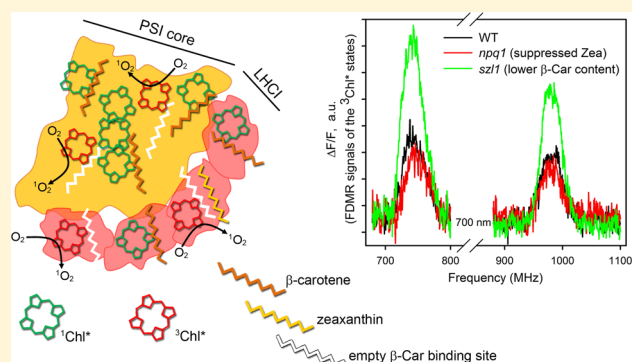 PSI core
LHCI
¹O₂
O₂
O₂
¹O₂
O₂
¹O₂
O₂
¹O₂
¹Chl*
³Chl*
β-carotene
zeaxanthin
empty β-Car binding site
WT
npq1 (suppressed Zea)
szl1 (lower β-Car content)
ΔF/F, a.u.
(FDMR signals of the ³Chl* states)
700 nm
700
800
900
1000
1100
Frequency (MHz)